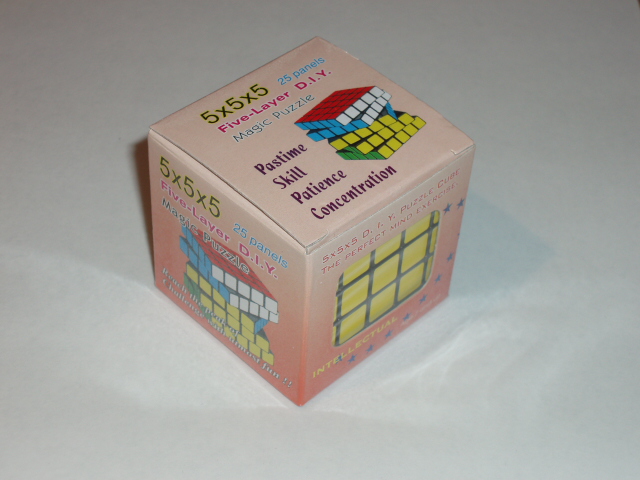 5x5x5 25 panels
Five-Layer D.I.Y.
Magic Puzzle
Pastime
Skill
Patience
Concentration
5x5x5
25 panels
Five-Layer D.I.Y.
Magic Puzzle
5x5x5 D. I. Y. Puzzle Cube
The perfect mind exercise
INTELLECTUAL